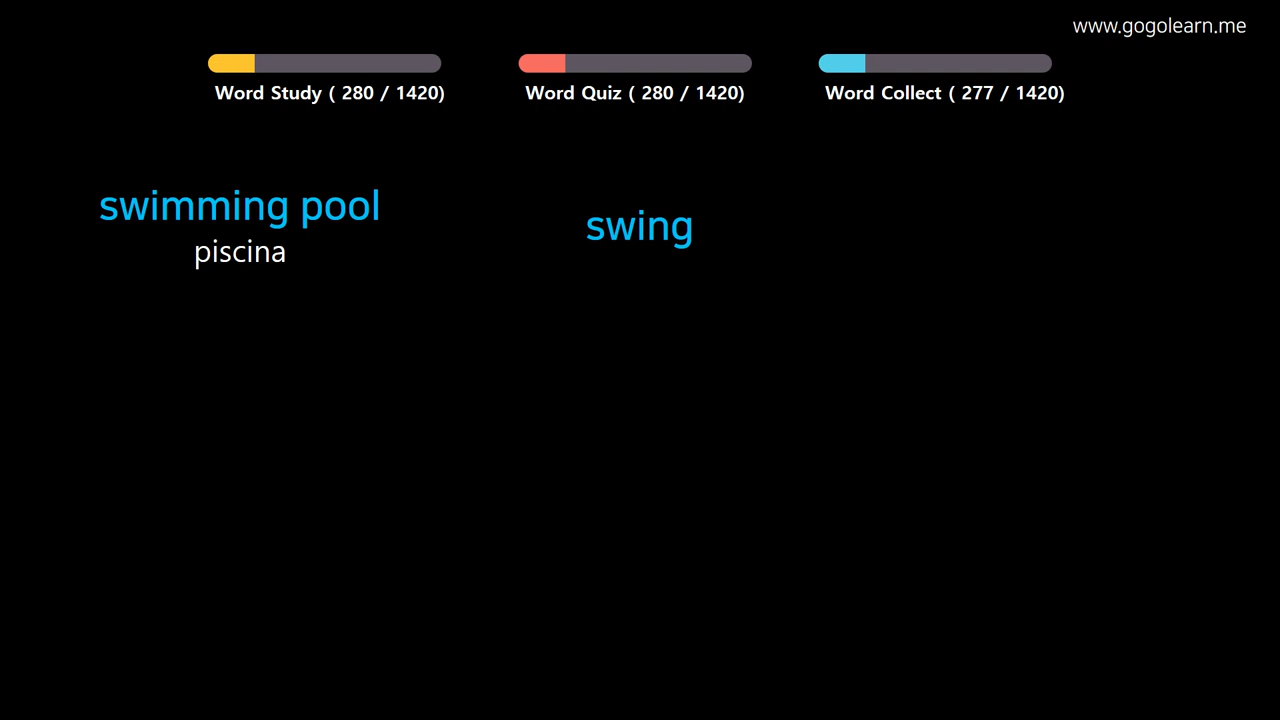 www.gogolearn.me
Word Study ( 280 / 1420)
Word Quiz ( 280 / 1420)
Word Collect ( 277 / 1420)
swimming pool
piscina
swing